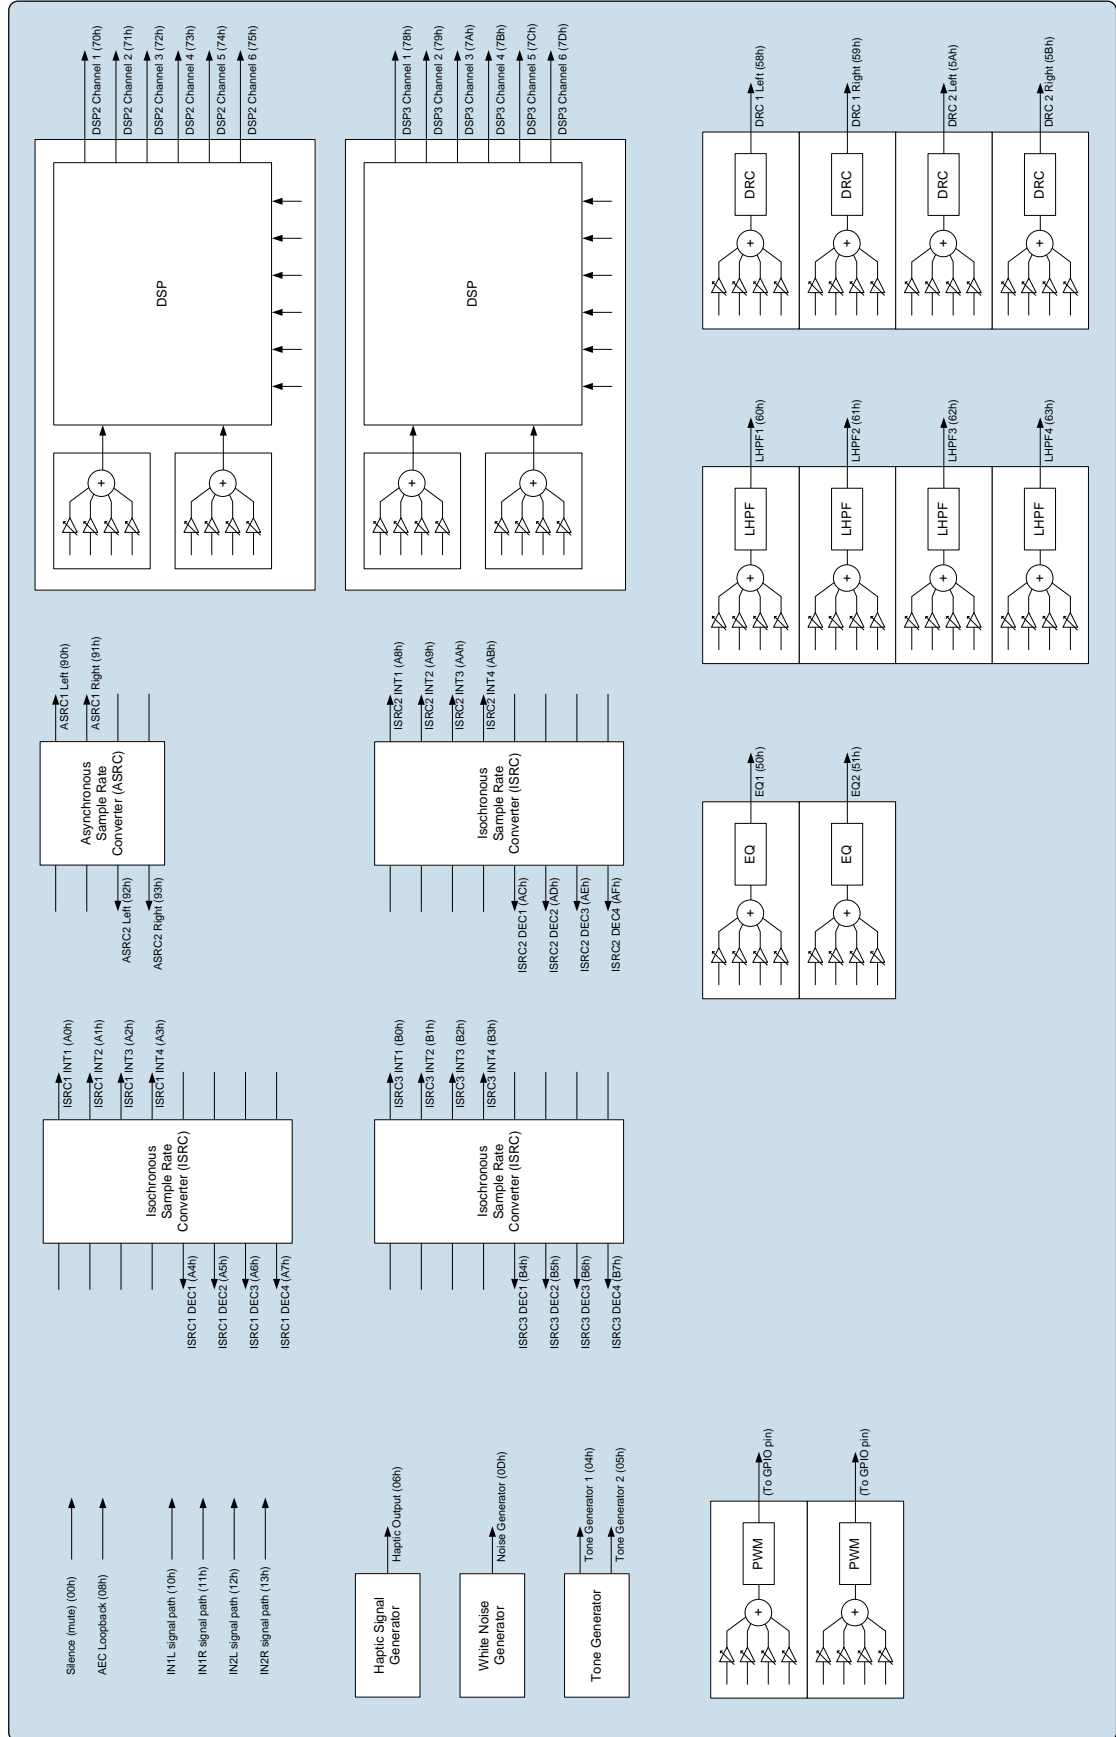 Silence (mute) (00h)
AEC Loopback (08h)
IN1L signal path (10h)
IN1R signal path (11h)
IN2L signal path (12h)
IN2R signal path (13h)
Isochronous
Sample Rate
Converter (ISRC)
ISRC1 INT1 (A0h)
ISRC1 INT2 (A1h)
ISRC1 INT3 (A2h)
ISRC1 INT4 (A3h)
ISRC1 DEC1 (A4h)
ISRC1 DEC2 (A5h)
ISRC1 DEC3 (A6h)
ISRC1 DEC4 (A7h)
Asynchronous
Sample Rate
Converter (ASRC)
ASRC1 Left (90h)
ASRC1 Right (91h)
ASRC2 Left (92h)
ASRC2 Right (93h)
DSP
DSP2 Channel 1 (70h)
DSP2 Channel 2 (71h)
DSP2 Channel 3 (72h)
DSP2 Channel 4 (73h)
DSP2 Channel 5 (74h)
DSP2 Channel 6 (75h)
+
+
Haptic Signal
Generator
Haptic Output (06h)
White Noise
Generator
Noise Generator (0Dh)
Tone Generator
Tone Generator 1 (04h)
Tone Generator 2 (05h)
Isochronous
Sample Rate
Converter (ISRC)
ISRC3 INT1 (B0h)
ISRC3 INT2 (B1h)
ISRC3 INT3 (B2h)
ISRC3 INT4 (B3h)
ISRC3 DEC1 (B4h)
ISRC3 DEC2 (B5h)
ISRC3 DEC3 (B6h)
ISRC3 DEC4 (B7h)
Isochronous
Sample Rate
Converter (ISRC)
ISRC2 INT1 (A8h)
ISRC2 INT2 (A9h)
ISRC2 INT3 (AAh)
ISRC2 INT4 (ABh)
ISRC2 DEC1 (ACh)
ISRC2 DEC2 (ADh)
ISRC2 DEC3 (AEh)
ISRC2 DEC4 (AFh)
DSP
DSP3 Channel 1 (78h)
DSP3 Channel 2 (79h)
DSP3 Channel 3 (7Ah)
DSP3 Channel 4 (7Bh)
DSP3 Channel 5 (7Ch)
DSP3 Channel 6 (7Dh)
+
+
+
PWM
(To GPIO pin)
+
PWM
(To GPIO pin)
+
EQ
EQ1 (50h)
+
EQ
EQ2 (51h)
+
LHPF
LHPF1 (60h)
+
LHPF
LHPF2 (61h)
+
LHPF
LHPF3 (62h)
+
LHPF
LHPF4 (63h)
+
DRC
DRC 1 Left (58h)
+
DRC
DRC 1 Right (59h)
+
DRC
DRC 2 Left (5Ah)
+
DRC
DRC 2 Right (5Bh)